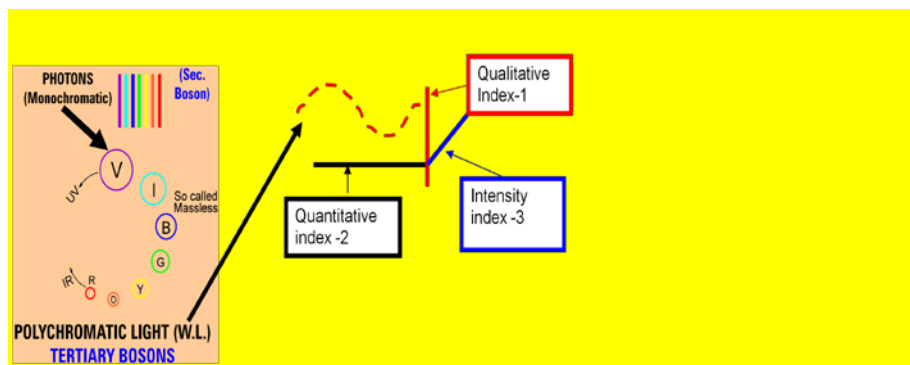 PHOTONS
(Monochromatic)
(Sec.
Boson)
V
UV
I
So called
Massless
B
G
Y
O
R
IR
POLYCHROMATIC LIGHT (W.L.)
TERTIARY BOSONS
Qualitative
Index-1
Quantitative
index -2
Intensity
index -3